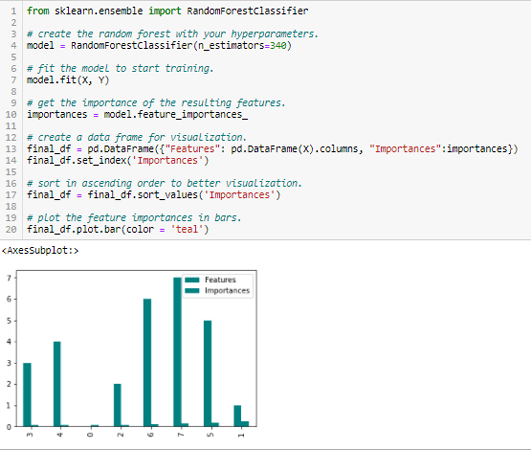 1 from sklearn.ensemble import RandomForestClassifier
2
3 # create the random forest with your hyperparameters.
4 model = RandomForestClassifier(n_estimators=340)
5
6 # fit the model to start training.
7 model.fit(X, Y)
8
9 # get the importance of the resulting features.
10 importances = model.feature_importances_
11
12 # create a data frame for visualization.
13 final_df = pd.DataFrame({"Features": pd.DataFrame(X).columns, "Importances":importances})
14 final_df.set_index('Importances')
15
16 # sort in ascending order to better visualization.
17 final_df = final_df.sort_values('Importances')
18
19 # plot the feature importances in bars.
20 final_df.plot.bar(color = 'teal')
<AxesSubplot:>
Features
Importances
7
6
5
4
3
2
1
0
3 4 0 2 6 7 5 1